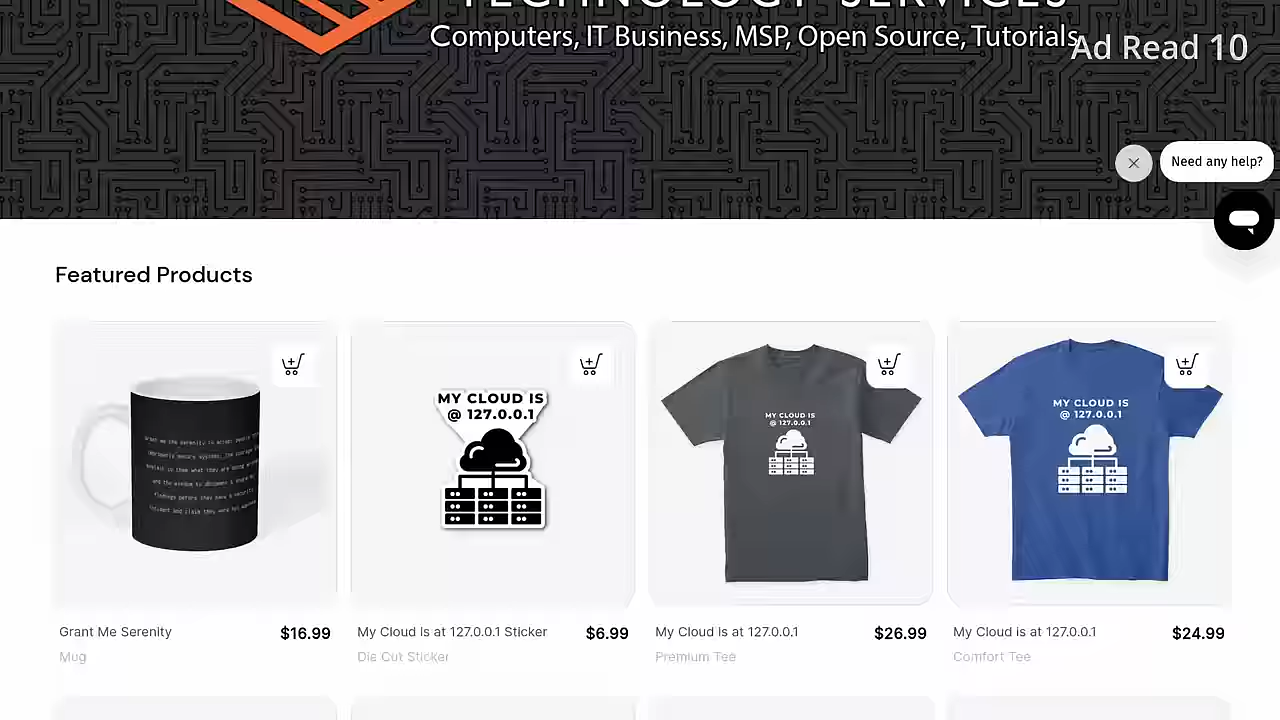 TECHNOLOGY SERVICES
Computers, IT Business, MSP, Open Source, Tutorials
Ad Read 10
Need any help?
Featured Products
MY CLOUD IS
@ 127.0.0.1
MY CLOUD IS
@ 127.0.0.1
MY CLOUD IS
@ 127.0.0.1
Grant Me Serenity
$16.99
My Cloud is at 127.0.0.1 Sticker
$6.99
My Cloud is at 127.0.0.1
$26.99
My Cloud is at 127.0.0.1
$24.99
Mug
Die Cut Sticker
Premium Tee
Comfort Tee